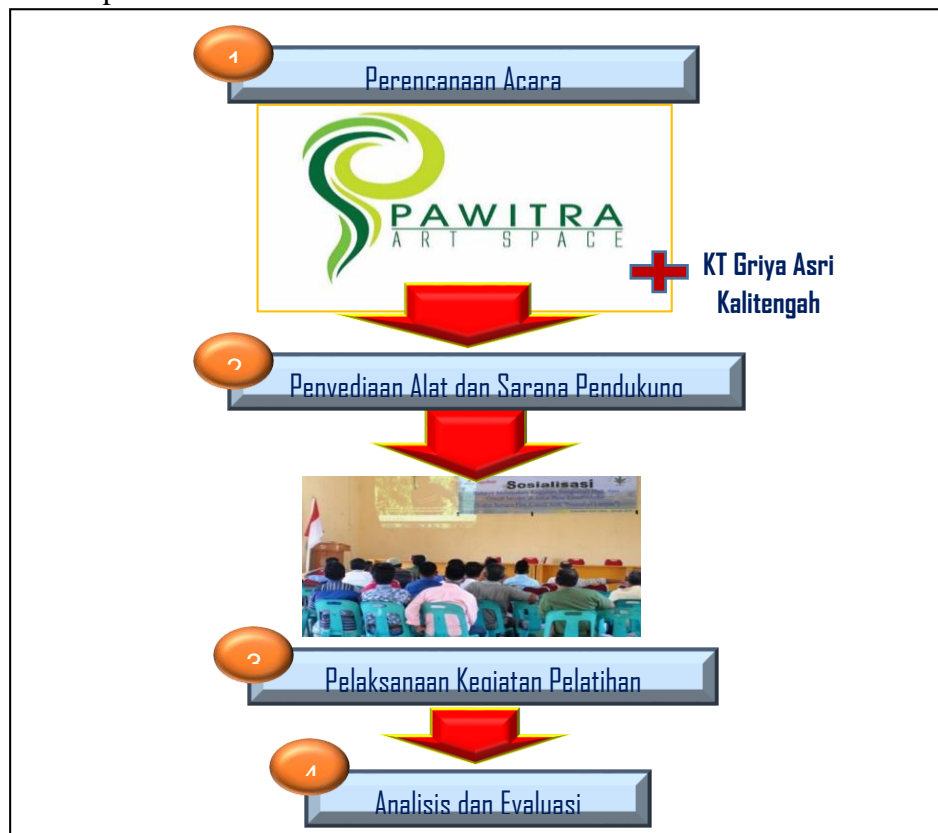 1
Perencanaan Acara
PAWITRA
ART SPACE
KT Griya Asri
Kalitengah
2
Penyediaan Alat dan Sarana Pendukung
Sosialisasi
3
Pelaksanaan Kegiatan Pelatihan
4
Analisis dan Evaluasi